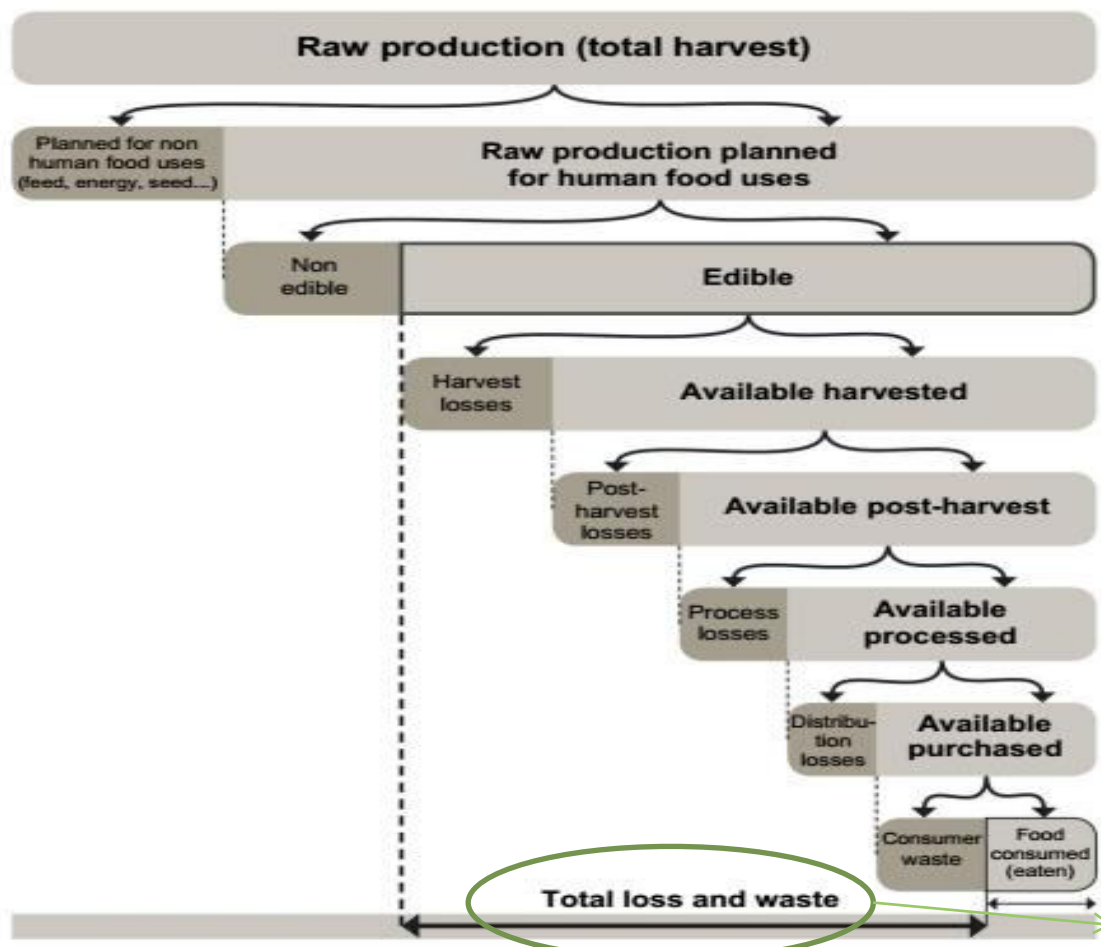 Raw production (total harvest)
Planned for non
human food uses
(feed, energy, seed...)
Raw production planned
for human food uses
Non
edible
Edible
Harvest
losses
Available harvested
Post-
harvest
losses
Available post-harvest
Process
losses
Available
processed
Distribu-
tion
losses
Available
purchased
Consumer
waste
Food
consumed
(eaten)
Total loss and waste